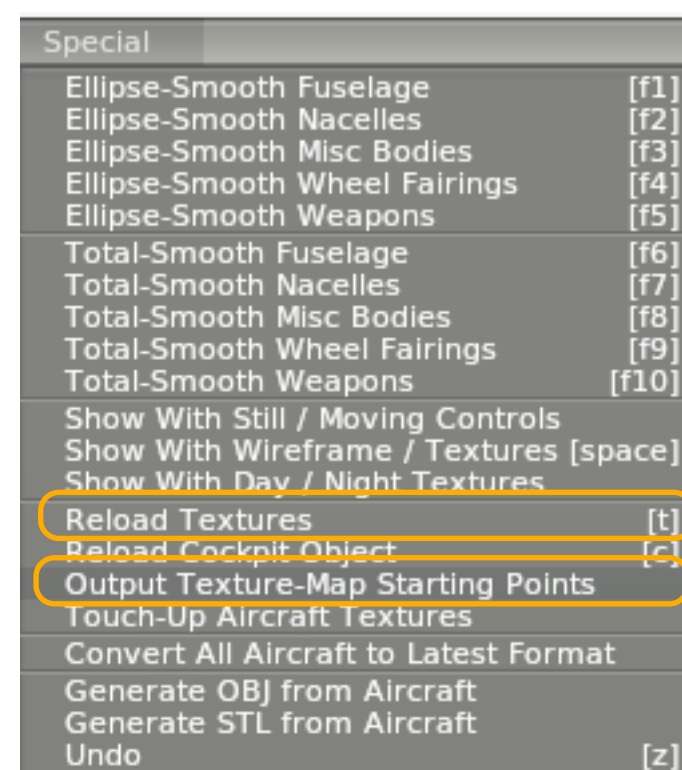 Special
Ellipse-Smooth Fuselage [f1]
Ellipse-Smooth Nacelles [f2]
Ellipse-Smooth Misc Bodies [f3]
Ellipse-Smooth Wheel Fairings [f4]
Ellipse-Smooth Weapons [f5]
Total-Smooth Fuselage [f6]
Total-Smooth Nacelles [f7]
Total-Smooth Misc Bodies [f8]
Total-Smooth Wheel Fairings [f9]
Total-Smooth Weapons [f10]
Show With Still / Moving Controls
Show With Wireframe / Textures [space]
Show With Day / Night Textures
Reload Textures [t]
Reload Cockpit Object [c]
Output Texture-Map Starting Points
Touch-Up Aircraft Textures
Convert All Aircraft to Latest Format
Generate OBJ from Aircraft
Generate STL from Aircraft
Undo [z]